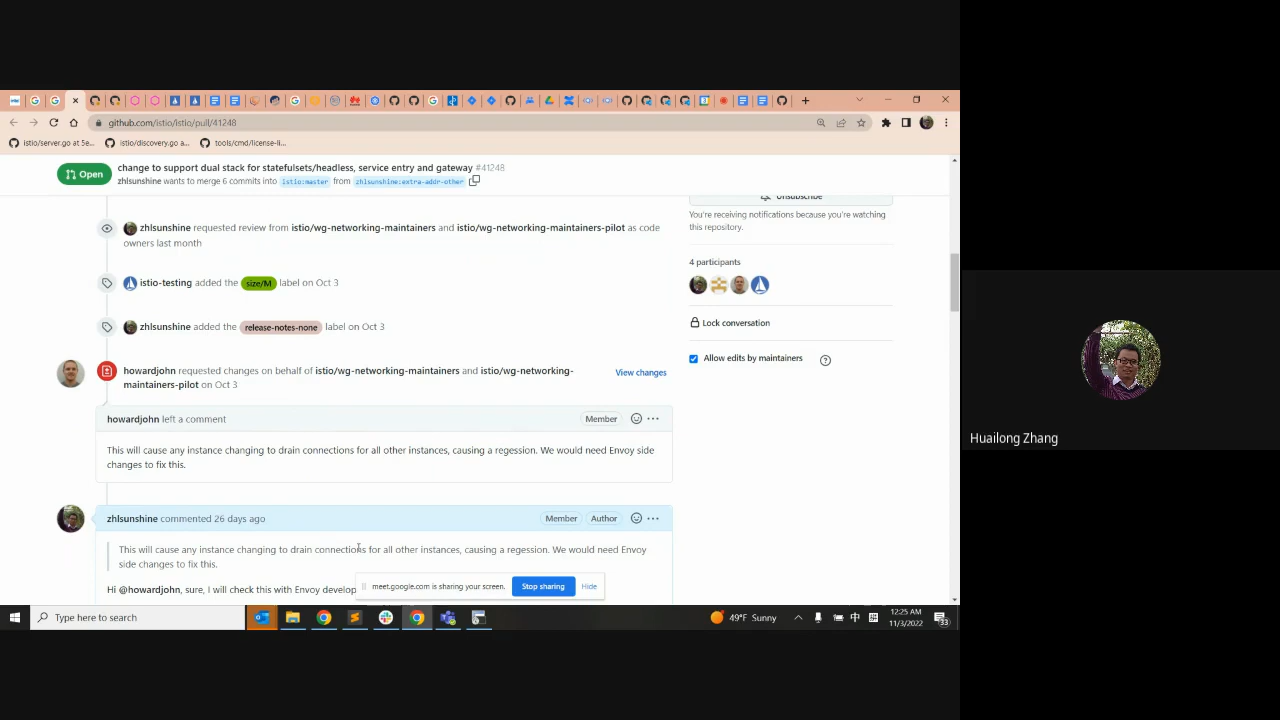 github.com/istio/istio/pull/41248
istio/server.go at 5e...
istio/discovery.go a...
tools/cmd/license-li...
Open
change to support dual stack for statefulsets/headless, service entry and gateway #41248
zhlsunshine wants to merge 6 commits into istio:master from zhlsunshine:extra-addr-other
Unsubscribe
You're receiving notifications because you're watching
this repository.
zhlsunshine requested review from istio/wg-networking-maintainers and istio/wg-networking-maintainers-pilot as code
owners last month
4 participants
istio-testing added the size/M label on Oct 3
Lock conversation
zhlsunshine added the release-notes-none label on Oct 3
Allow edits by maintainers
howardjohn requested changes on behalf of istio/wg-networking-maintainers and istio/wg-networking-
maintainers-pilot on Oct 3
View changes
howardjohn left a comment
Member
This will cause any instance changing to drain connections for all other instances, causing a regression. We would need Envoy side
changes to fix this.
zhlsunshine commented 26 days ago
Member
Author
This will cause any instance changing to drain connections for all other instances, causing a regression. We would need Envoy
side changes to fix this.
Hi @howardjohn, sure, I will check this with Envoy develop
meet.google.com is sharing your screen.
Stop sharing
Hide
Huailong Zhang
Type here to search
49°F Sunny
中
12:25 AM
11/3/2022
33